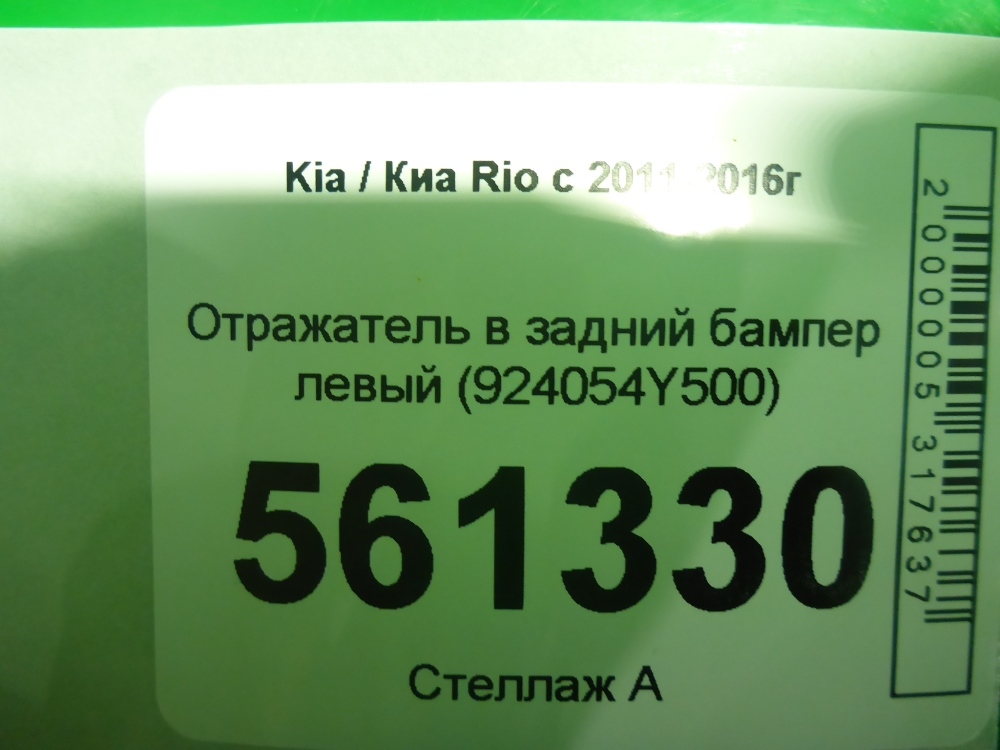 Kia / Киа Rio с 2011 2016г
Отражатель в задний бампер
левый (924054Y500)
561330
Стеллаж А
2000005317637